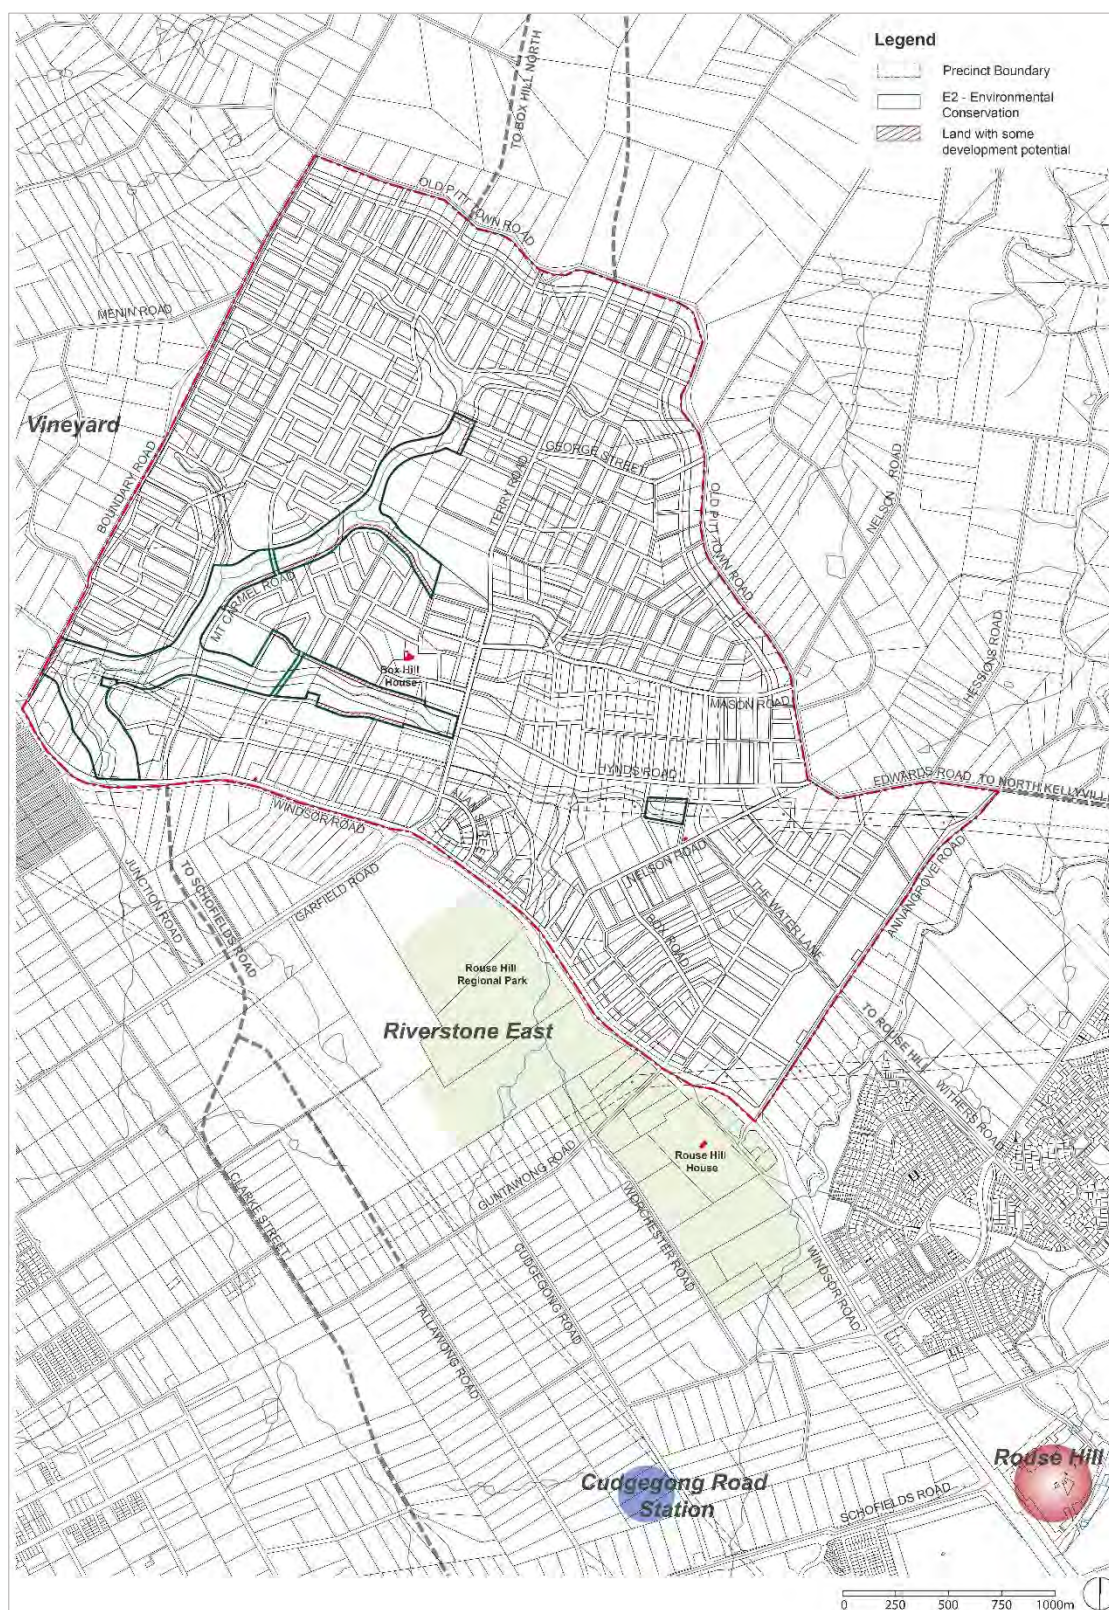 Legend
Precinct Boundary
E2 - Environmental
Conservation
Land with some
development potential
TO BOX HILL NORTH
OLD PITT TOWN ROAD
MENIN ROAD
Vineyard
BOUNDARY ROAD
GEORGE STREET
TERRY ROAD
NELSON ROAD
OLD PITT TOWN ROAD
MT CARMEL ROAD
HESSIONS ROAD
Box Hill
House
MASON ROAD
HYNDS ROAD
EDWARDS ROAD
TO NORTH KELLYVILLE
WINDSOR ROAD
ALAN STREET
JUNCTION ROAD
TO SCHOFIELDS ROAD
GARFIELD ROAD
NELSON ROAD
THE WATER LANE
ANNANGROVE ROAD
BOX ROAD
Rouse Hill
Regional Park
Riverstone East
TO ROUSE HILL
WITHERS ROAD
Rouse Hill
House
GUNTAWONG ROAD
CLARKE STREET
WORCHESTER ROAD
CUDGEGONG ROAD
TALLAWONG ROAD
WINDSOR ROAD
Rouse Hill
Cudgegong Road
Station
SCHOFIELDS ROAD
0 250 500 750 1000m